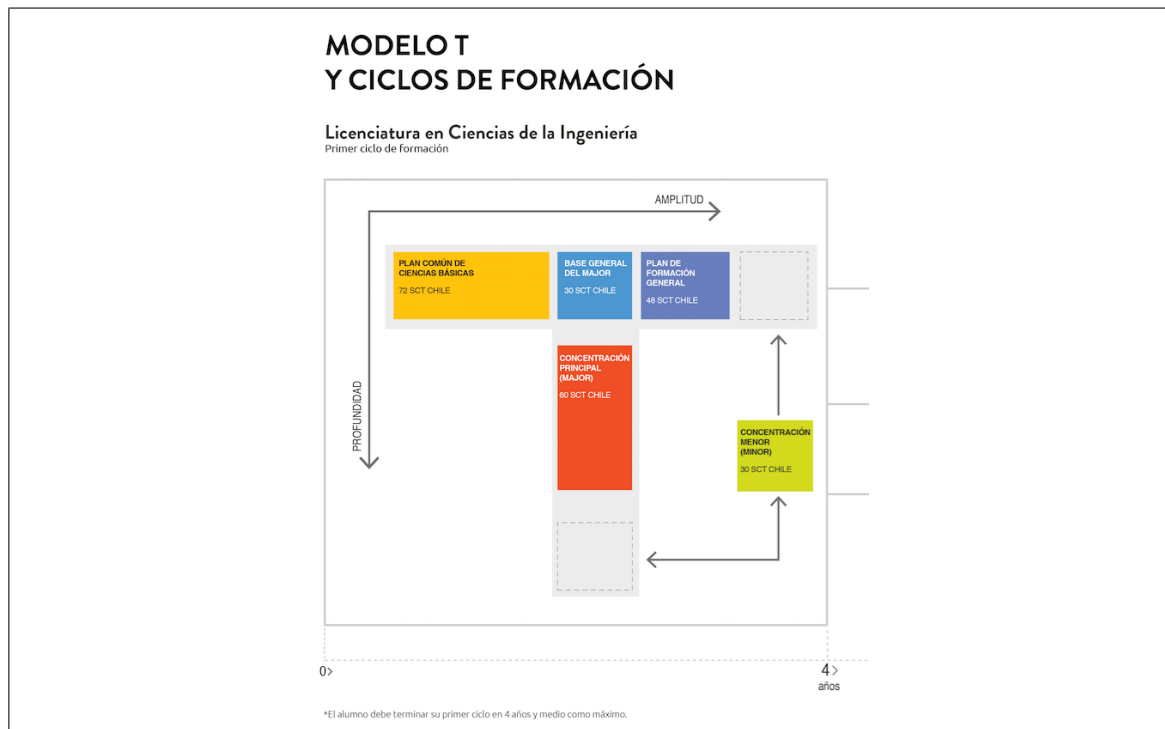 MODELO T
Y CICLOS DE FORMACIÓN
Licenciatura en Ciencias de la Ingeniería
Primer ciclo de formación
AMPLITUD
PROFUNDIDAD
PLAN COMÚN DE
CIENCIAS BÁSICAS
72 SCT CHILE
BASE GENERAL
DEL MAJOR
30 SCT CHILE
PLAN DE
FORMACIÓN
GENERAL
48 SCT CHILE
CONCENTRACIÓN
PRINCIPAL
(MAJOR)
60 SCT CHILE
CONCENTRACIÓN
MENOR
(MINOR)
30 SCT CHILE
0>
4>
años
*El alumno debe terminar su primer ciclo en 4 años y medio como máximo.